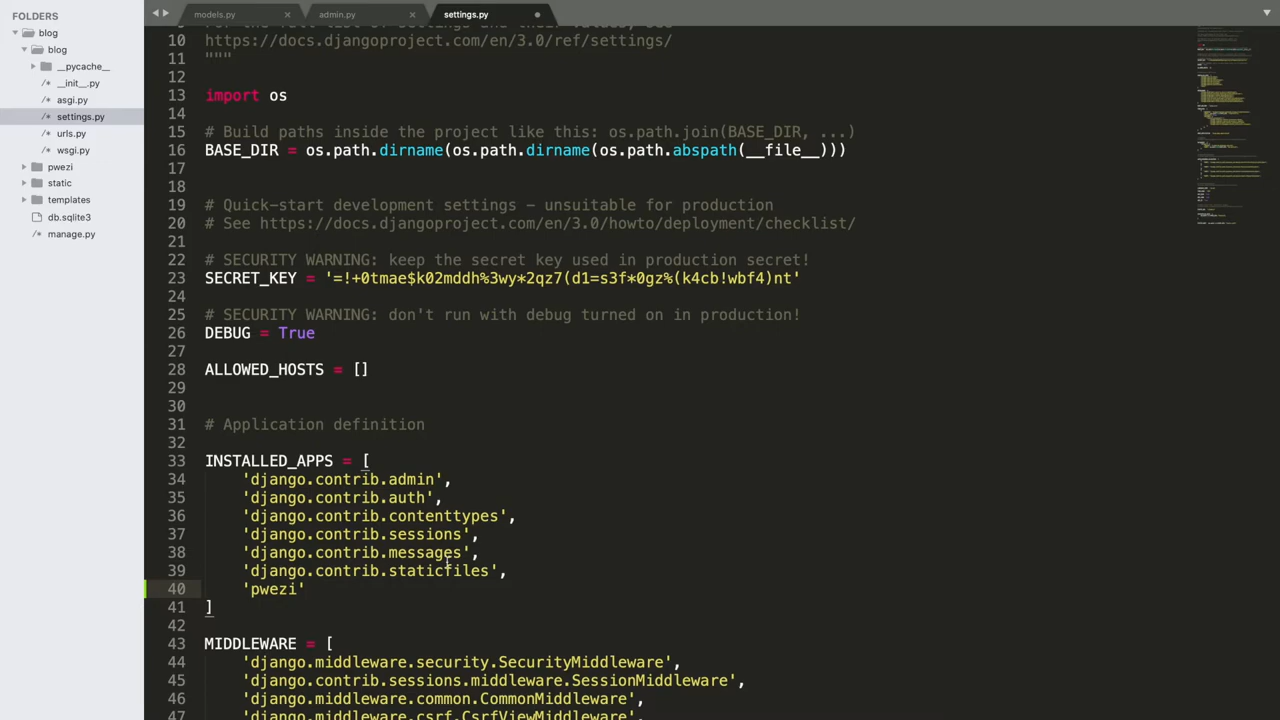 FOLDERS
blog
blog
__pycache__
__init__.py
asgi.py
settings.py
urls.py
wsgi.py
pwezi
static
templates
db.sqlite3
manage.py
models.py
admin.py
settings.py
10 https://docs.djangoproject.com/en/3.0/ref/settings/
11 """
12
13 import os
14
15 # Build paths inside the project like this: os.path.join(BASE_DIR, ...)
16 BASE_DIR = os.path.dirname(os.path.dirname(os.path.abspath(__file__)))
17
18
19 # Quick-start development settings - unsuitable for production
20 # See https://docs.djangoproject.com/en/3.0/howto/deployment/checklist/
21
22 # SECURITY WARNING: keep the secret key used in production secret!
23 SECRET_KEY = '=!+0tmae$k02mddh%3wy*2qz7(d1=s3f*0gz%(k4cb!wbf4)nt'
24
25 # SECURITY WARNING: don't run with debug turned on in production!
26 DEBUG = True
27
28 ALLOWED_HOSTS = []
29
30
31 # Application definition
32
33 INSTALLED_APPS = [
34 'django.contrib.admin',
35 'django.contrib.auth',
36 'django.contrib.contenttypes',
37 'django.contrib.sessions',
38 'django.contrib.messages',
39 'django.contrib.staticfiles',
40 'pwezi'
41 ]
42
43 MIDDLEWARE = [
44 'django.middleware.security.SecurityMiddleware',
45 'django.contrib.sessions.middleware.SessionMiddleware',
46 'django.middleware.common.CommonMiddleware',
47 'django.middleware.csrf.CsrfViewMiddleware',